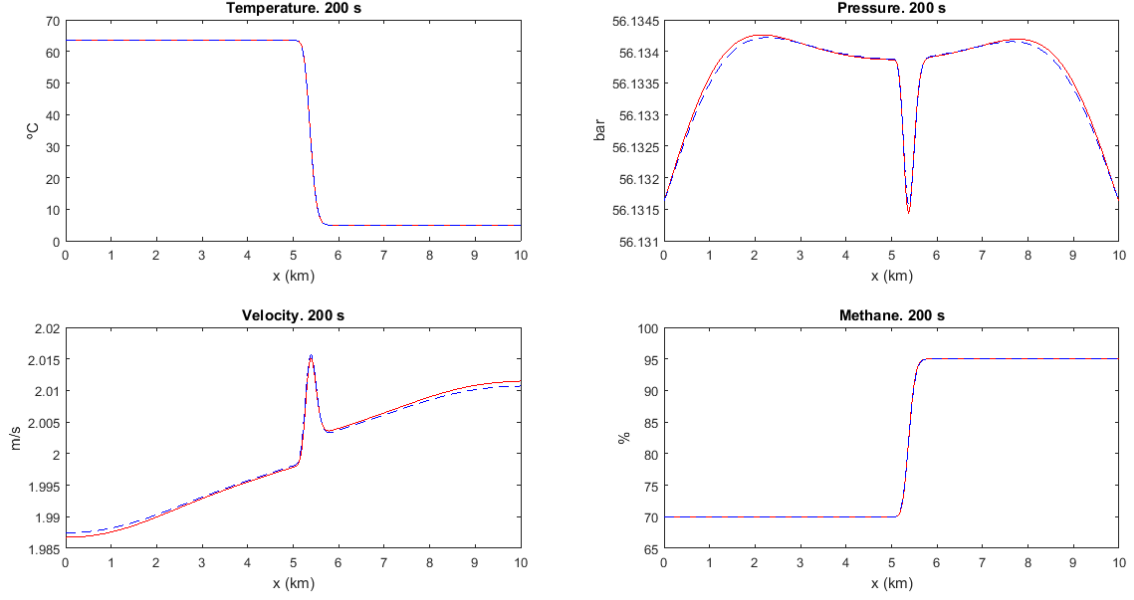 Temperature. 200 s
70
60
50
40
30
20
10
0
ºC
0 1 2 3 4 5 6 7 8 9 10
x (km)
Pressure. 200 s
56.1345
56.134
56.1335
56.133
56.1325
56.132
56.1315
56.131
bar
0 1 2 3 4 5 6 7 8 9 10
x (km)
Velocity. 200 s
2.02
2.015
2.01
2.005
2
1.995
1.99
1.985
m/s
0 1 2 3 4 5 6 7 8 9 10
x (km)
Methane. 200 s
100
95
90
85
80
75
70
65
%
0 1 2 3 4 5 6 7 8 9 10
x (km)